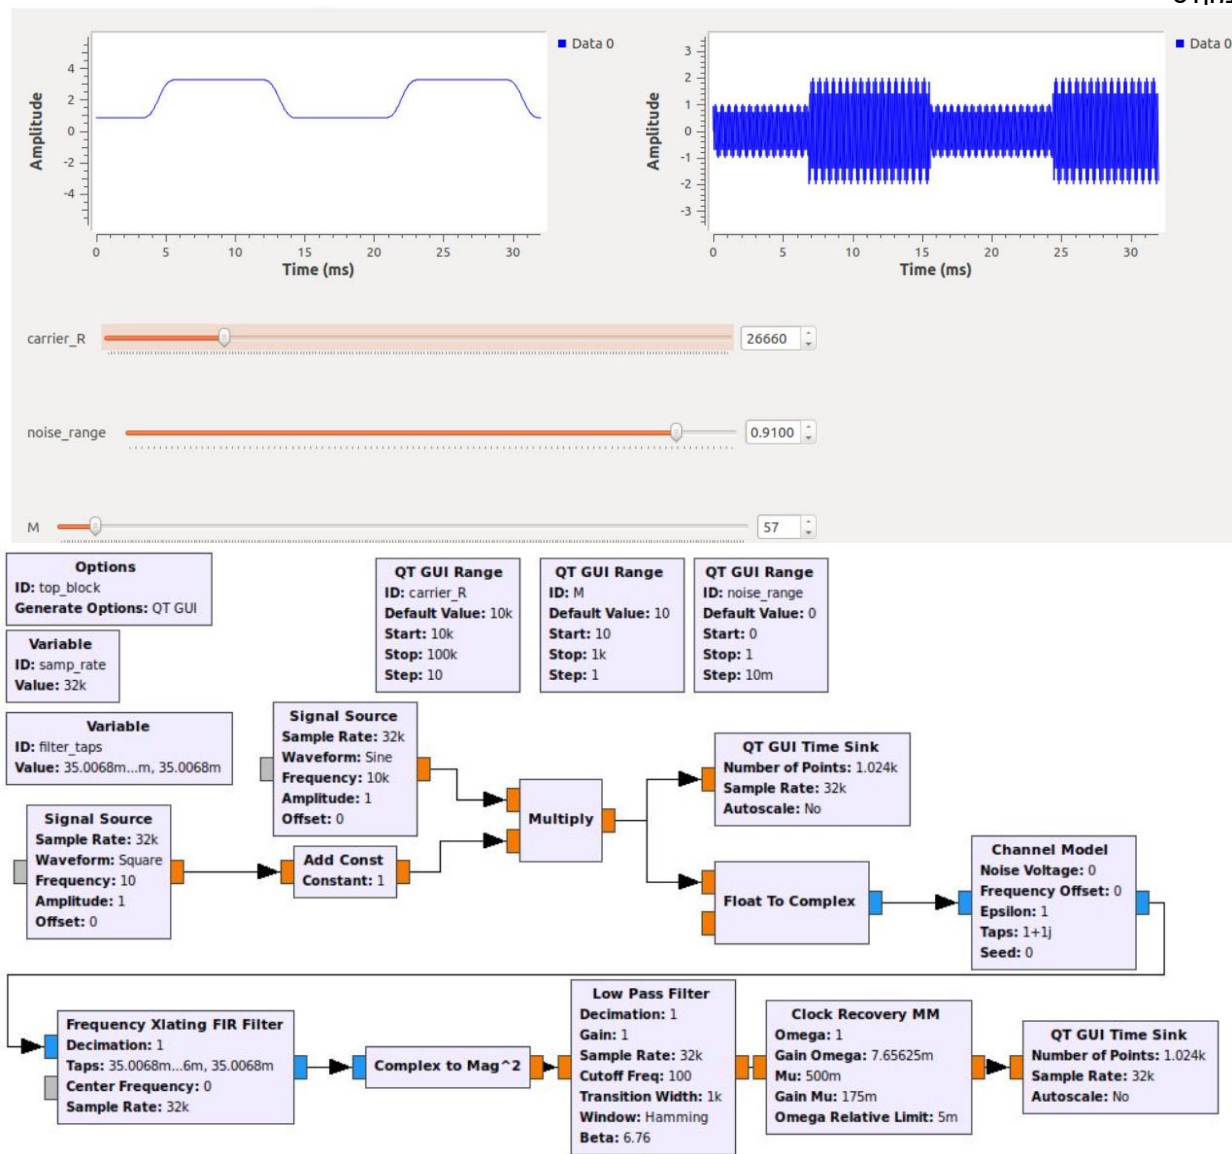 Amplitude
4
2
0
-2
-4
0
5
10
15
20
25
30
Time (ms)
Data 0
Amplitude
3
2
1
0
-1
-2
-3
0
5
10
15
20
25
30
Time (ms)
Data 0
carrier_R
26660
noise_range
0.9100
M
57
Options
ID: top_block
Generate Options: QT GUI
Variable
ID: samp_rate
Value: 32k
Variable
ID: filter_taps
Value: 35.0068m...m, 35.0068m
QT GUI Range
ID: carrier_R
Default Value: 10k
Start: 10k
Stop: 100k
Step: 10
QT GUI Range
ID: M
Default Value: 10
Start: 10
Stop: 1k
Step: 1
QT GUI Range
ID: noise_range
Default Value: 0
Start: 0
Stop: 1
Step: 10m
Signal Source
Sample Rate: 32k
Waveform: Sine
Frequency: 10k
Amplitude: 1
Offset: 0
Signal Source
Sample Rate: 32k
Waveform: Square
Frequency: 10
Amplitude: 1
Offset: 0
Add Const
Constant: 1
Multiply
QT GUI Time Sink
Number of Points: 1.024k
Sample Rate: 32k
Autoscale: No
Float To Complex
Channel Model
Noise Voltage: 0
Frequency Offset: 0
Epsilon: 1
Taps: 1+1j
Seed: 0
Frequency Xlating FIR Filter
Decimation: 1
Taps: 35.0068m...6m, 35.0068m
Center Frequency: 0
Sample Rate: 32k
Complex to Mag^2
Low Pass Filter
Decimation: 1
Gain: 1
Sample Rate: 32k
Cutoff Freq: 100
Transition Width: 1k
Window: Hamming
Beta: 6.76
Clock Recovery MM
Omega: 1
Gain Omega: 7.65625m
Mu: 500m
Gain Mu: 175m
Omega Relative Limit: 5m
QT GUI Time Sink
Number of Points: 1.024k
Sample Rate: 32k
Autoscale: No